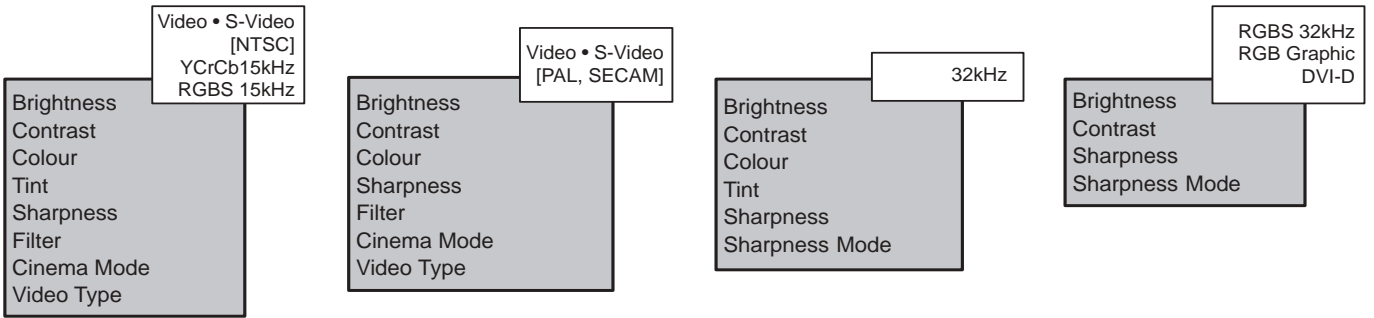 Video • S-Video
[NTSC]
YCrCb15kHz
RGBS 15kHz
Brightness
Contrast
Colour
Tint
Sharpness
Filter
Cinema Mode
Video Type
Video • S-Video
[PAL, SECAM]
Brightness
Contrast
Colour
Sharpness
Filter
Cinema Mode
Video Type
32kHz
Brightness
Contrast
Colour
Tint
Sharpness
Sharpness Mode
RGBS 32kHz
RGB Graphic
DVI-D
Brightness
Contrast
Sharpness
Sharpness Mode